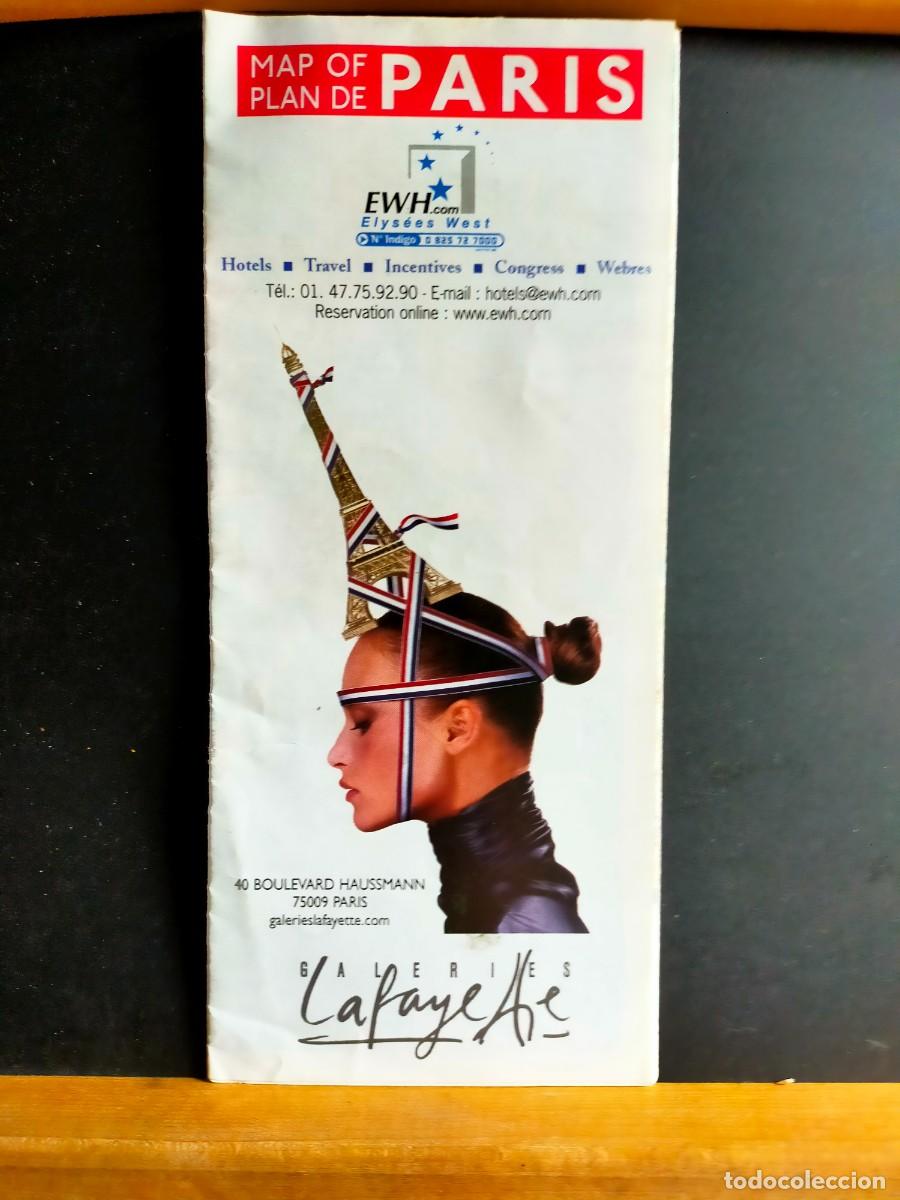 MAP OF
PLAN DE
PARIS
EWH.com
Elysées West
N° Indigo 0 825 72 7000
Hotels ■ Travel ■ Incentives ■ Congress ■ Webres
Tél.: 01. 47.75.92.90 - E-mail : hotels@ewh.com
Reservation online : www.ewh.com
40 BOULEVARD HAUSSMANN
75009 PARIS
galerieslafayette.com
GALERIES
Lafayette
todocoleccion